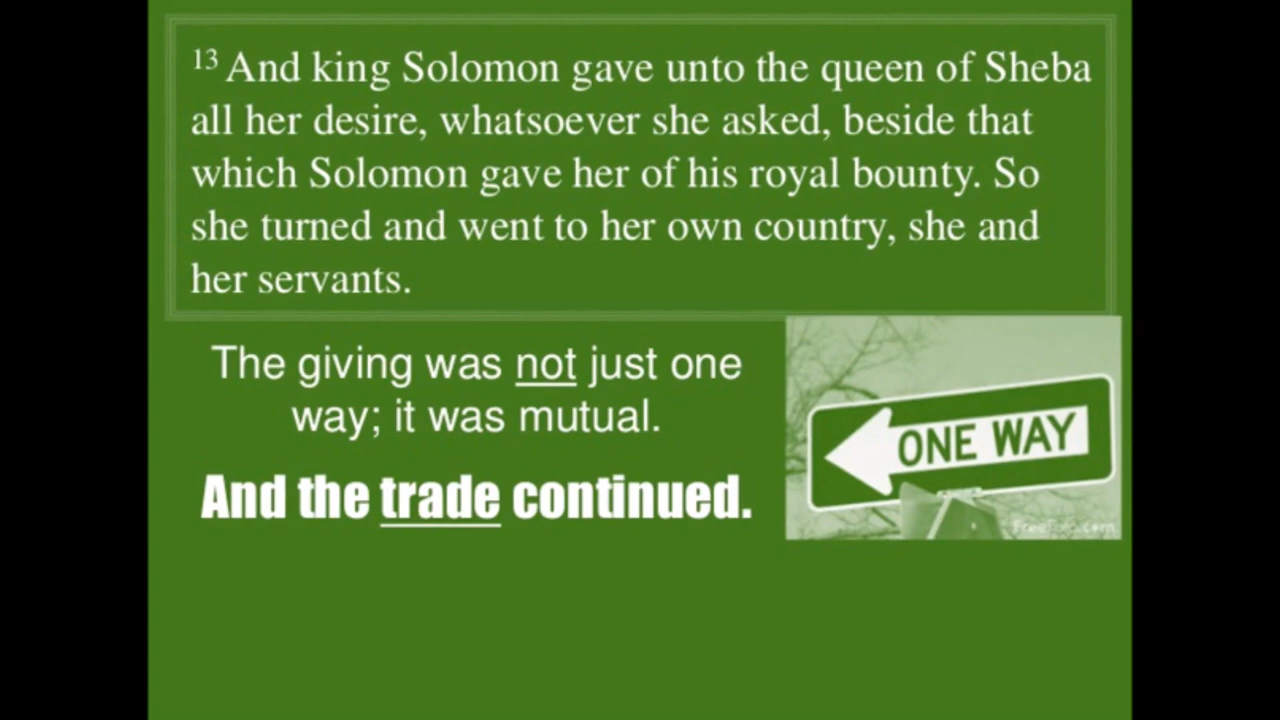 13 And king Solomon gave unto the queen of Sheba
all her desire, whatsoever she asked, beside that
which Solomon gave her of his royal bounty. So
she turned and went to her own country, she and
her servants.
The giving was not just one
way; it was mutual.
And the trade continued.
ONE WAY
FreeFoto.com